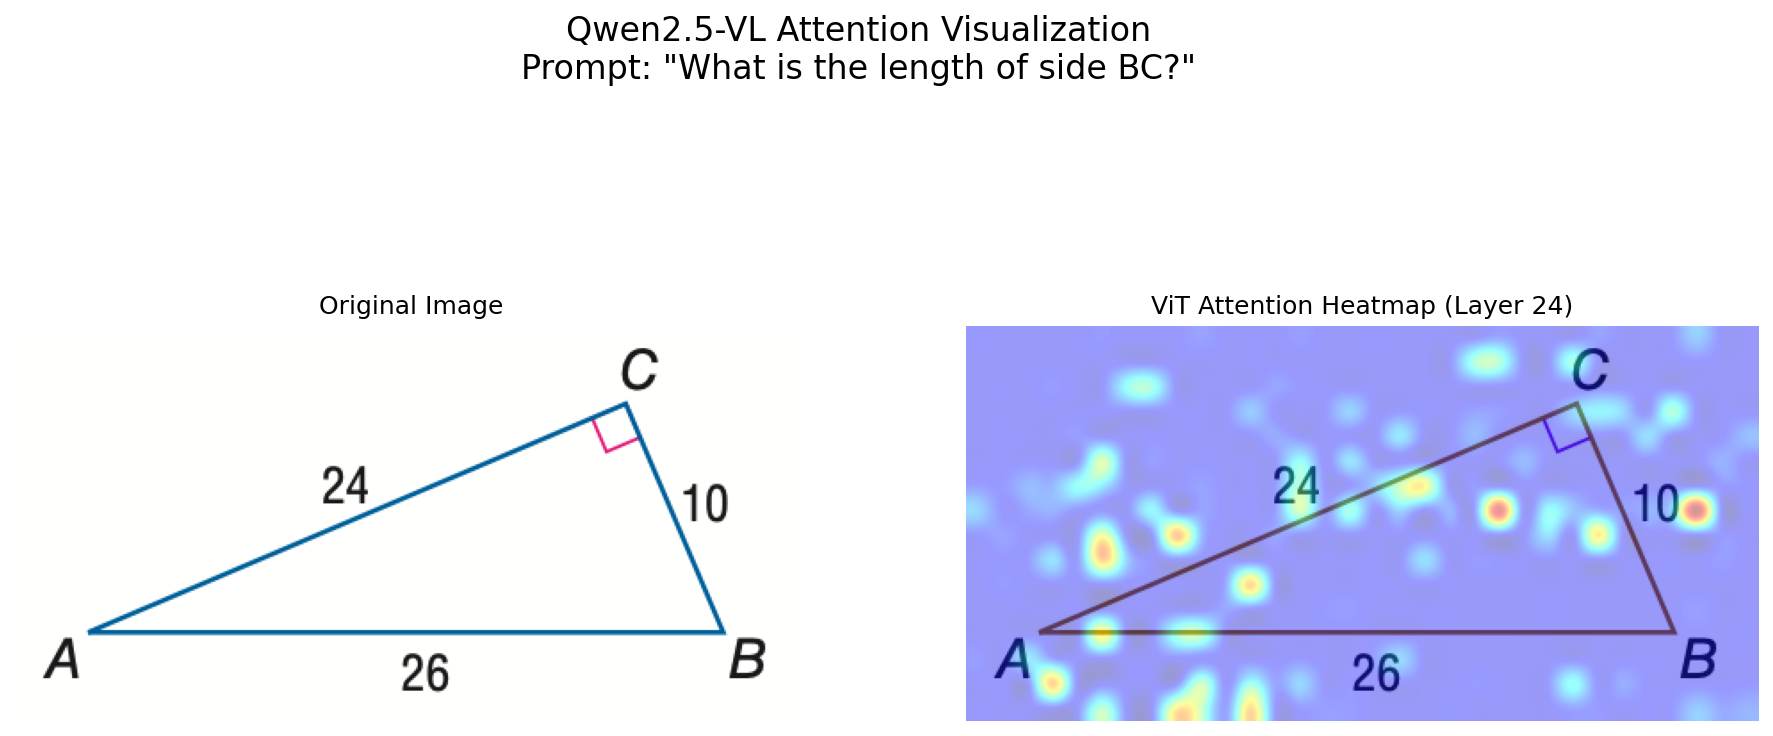 Qwen2.5-VL Attention Visualization
Prompt: "What is the length of side BC?"
Original Image
ViT Attention Heatmap (Layer 24)
C
24
10
A
26
B
C
24
10
A
26
B